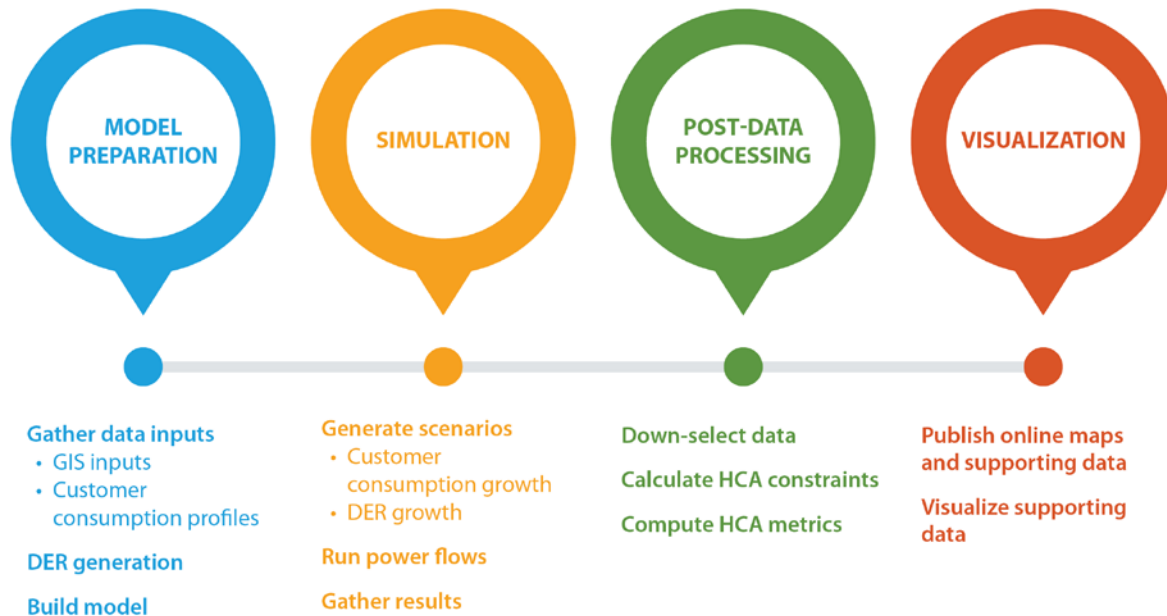 MODEL
PREPARATION
SIMULATION
POST-DATA
PROCESSING
VISUALIZATION
Gather data inputs
• GIS inputs
• Customer
consumption profiles
DER generation
Build model
Generate scenarios
• Customer
consumption growth
• DER growth
Run power flows
Gather results
Down-select data
Calculate HCA constraints
Compute HCA metrics
Publish online maps
and supporting data
Visualize supporting
data